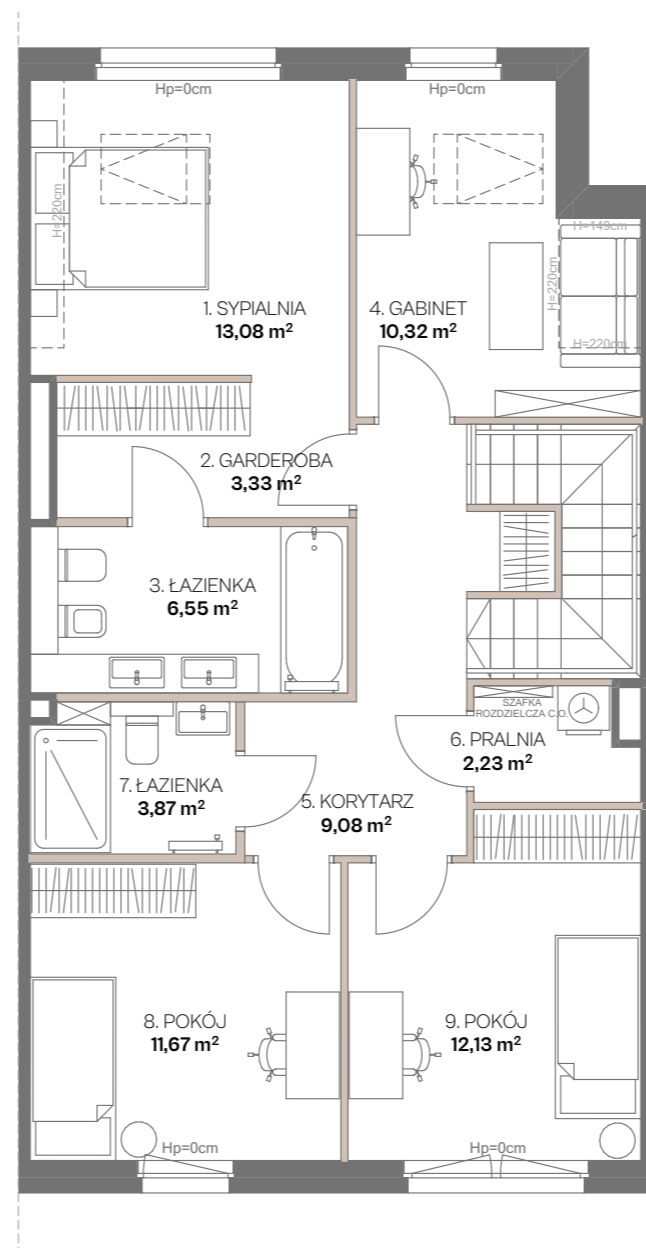 Hp=0cm
Hp=0cm
H=220cm
H=149cm
H=220cm
H=220cm
1. SYPIALNIA
13,08 m²
4. GABINET
10,32 m²
2. GARDEROBA
3,33 m²
3. ŁAZIENKA
6,55 m²
SZAFKA
ROZDZIELCZA C.O.
6. PRALNIA
2,23 m²
7. ŁAZIENKA
3,87 m²
5. KORYTARZ
9,08 m²
8. POKÓJ
11,67 m²
9. POKÓJ
12,13 m²
Hp=0cm
Hp=0cm